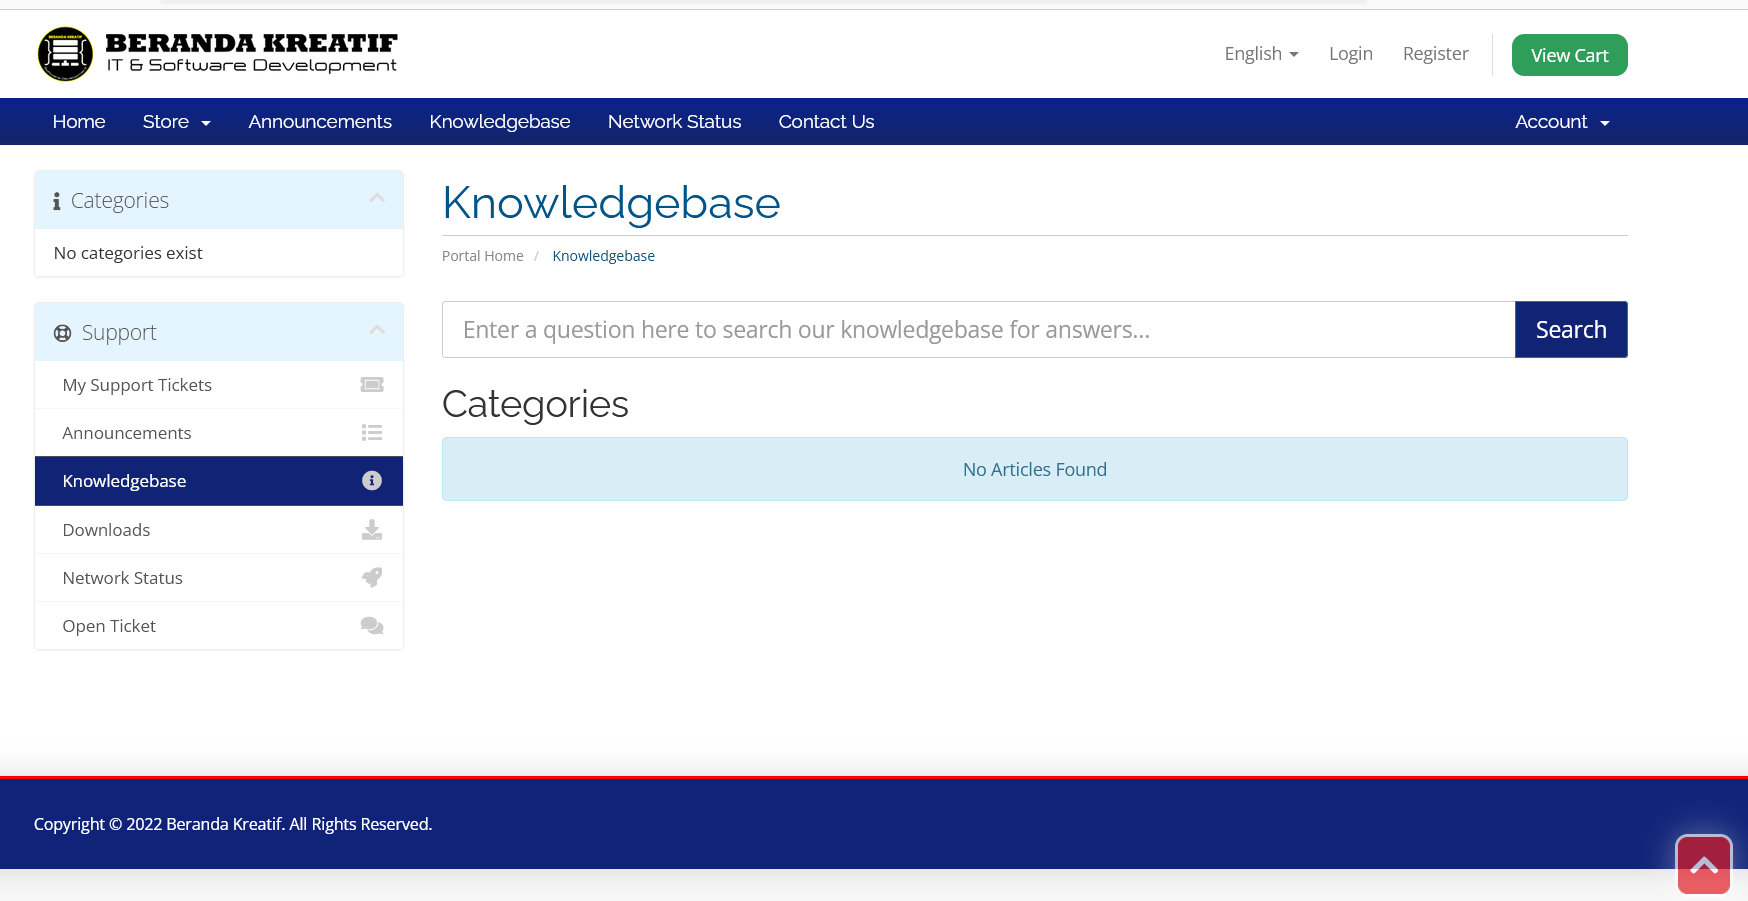 BERANDA KREATIF
IT & Software Development
English
Login
Register
View Cart
Home
Store
Announcements
Knowledgebase
Network Status
Contact Us
Account
Categories
No categories exist
Support
My Support Tickets
Announcements
Knowledgebase
Downloads
Network Status
Open Ticket
Knowledgebase
Portal Home / Knowledgebase
Enter a question here to search our knowledgebase for answers...
Search
Categories
No Articles Found
Copyright © 2022 Beranda Kreatif. All Rights Reserved.